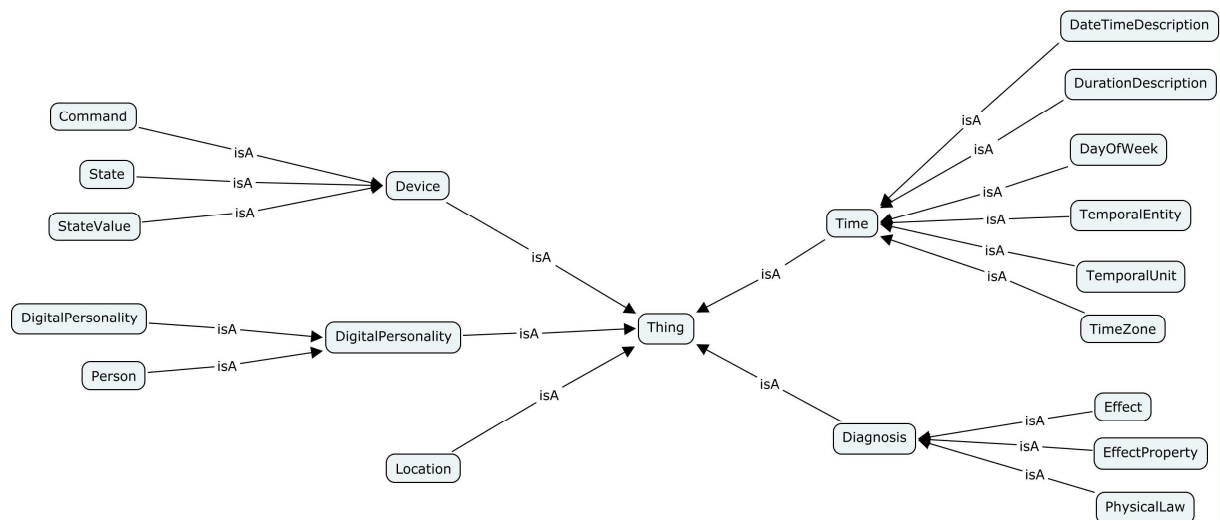 DateTimeDescription
DurationDescription
Command
isA
isA
DayOfWeek
isA
isA
State
isA
Device
isA
StateValue
isA
Time
isA
TemporalEntity
isA
isA
TemporalUnit
isA
isA
DigitalPersonality
isA
DigitalPersonality
isA
Thing
TimeZone
Person
isA
isA
isA
Effect
isA
Location
Diagnosis
isA
EffectProperty
isA
PhysicalLaw